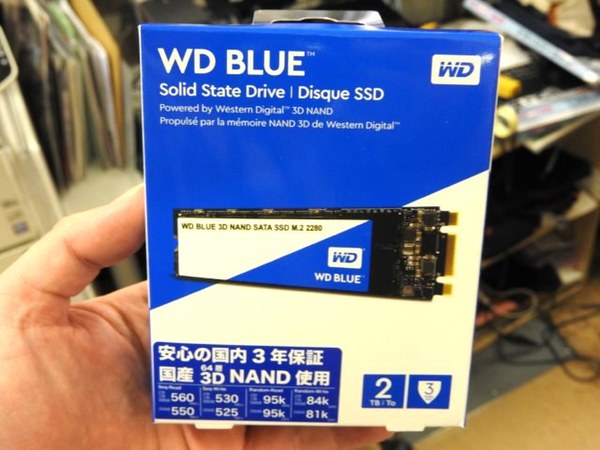 WD BLUE™
WD
Solid State Drive | Disque SSD
Powered by Western Digital™ 3D NAND
Propulsé par la mémoire NAND 3D de Western Digital™
WD BLUE 3D NAND SATA SSD M.2 2280
WD
WD BLUE
安心の国内3年保証
国産 64層 3D NAND 使用
560 530 95k 84k
550 525 95k 81k
2
TB | To
3